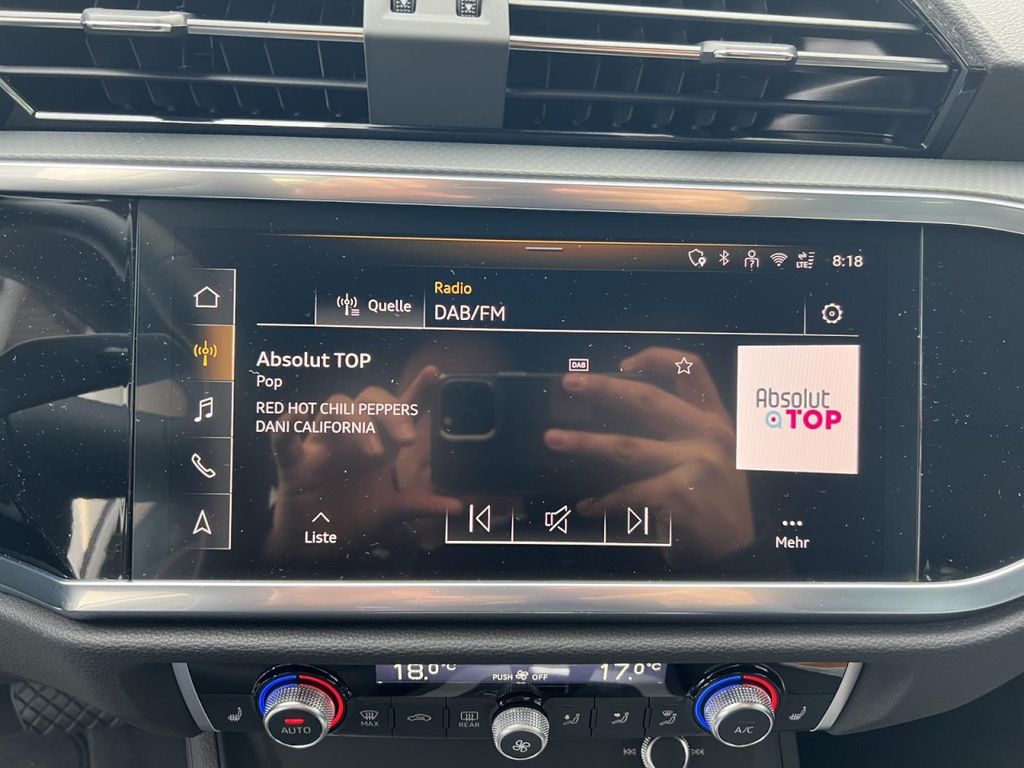 LTE 8:18
Radio
Quelle
DAB/FM
Absolut TOP
DAB
Pop
RED HOT CHILI PEPPERS
DANI CALIFORNIA
Absolut
TOP
Liste
Mehr
18.0°C
PUSH OFF
17.0°C
AUTO
MAX
REAR
A/C